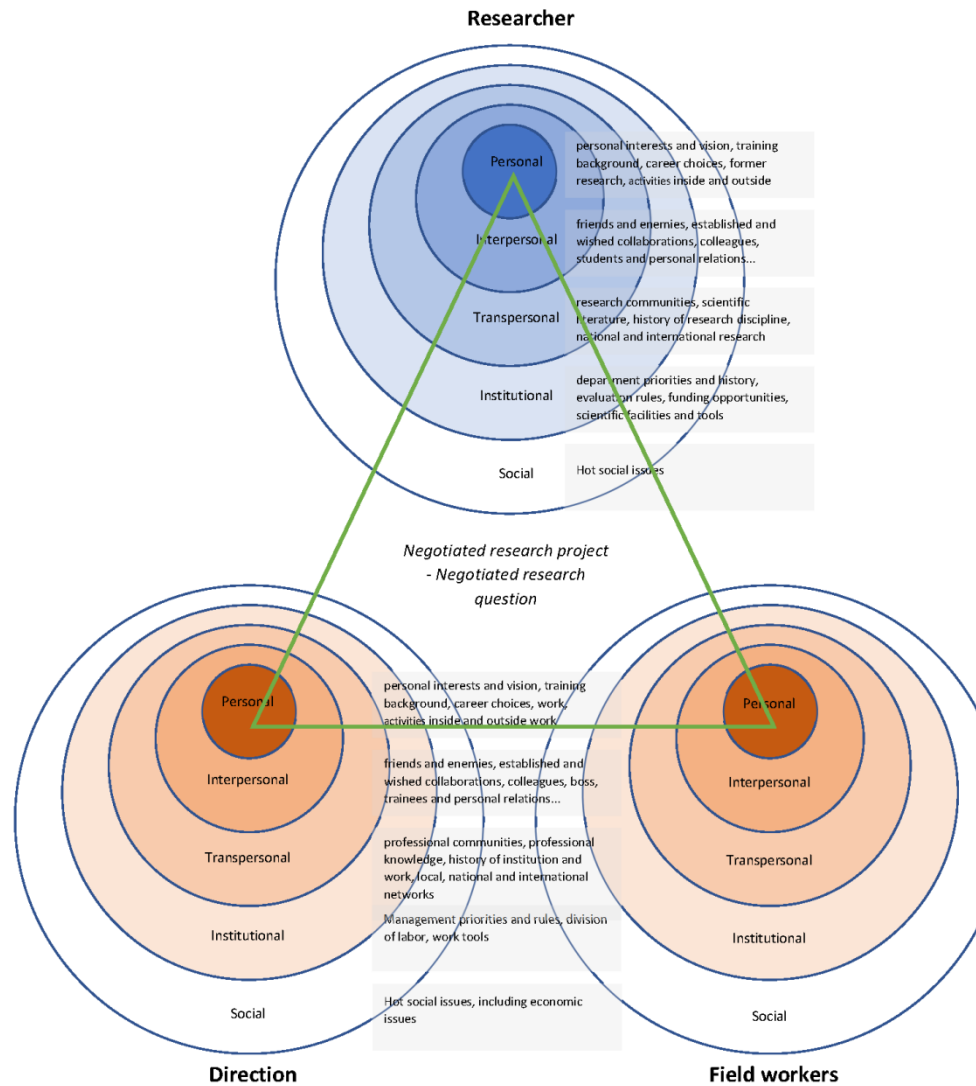 Researcher
Personal
personal interests and vision, training
background, career choices, former
research, activities inside and outside
Interpersonal
friends and enemies, established and
wished collaborations, colleagues,
students and personal relations...
Transpersonal
research communities, scientific
literature, history of research discipline,
national and international research
Institutional
department priorities and history,
evaluation rules, funding opportunities,
scientific facilities and tools
Social
Hot social issues
Negotiated research project
- Negotiated research
question
Personal
personal interests and vision, training
background, career choices, work,
activities inside and outside work
Personal
Interpersonal
friends and enemies, established and
wished collaborations, colleagues, boss,
trainees and personal relations...
Interpersonal
Transpersonal
professional communities, professional
knowledge, history of institution and
work, local, national and international
networks
Transpersonal
Institutional
Management priorities and rules, division
of labor, work tools
Institutional
Social
Hot social issues, including economic
issues
Social
Direction
Field workers